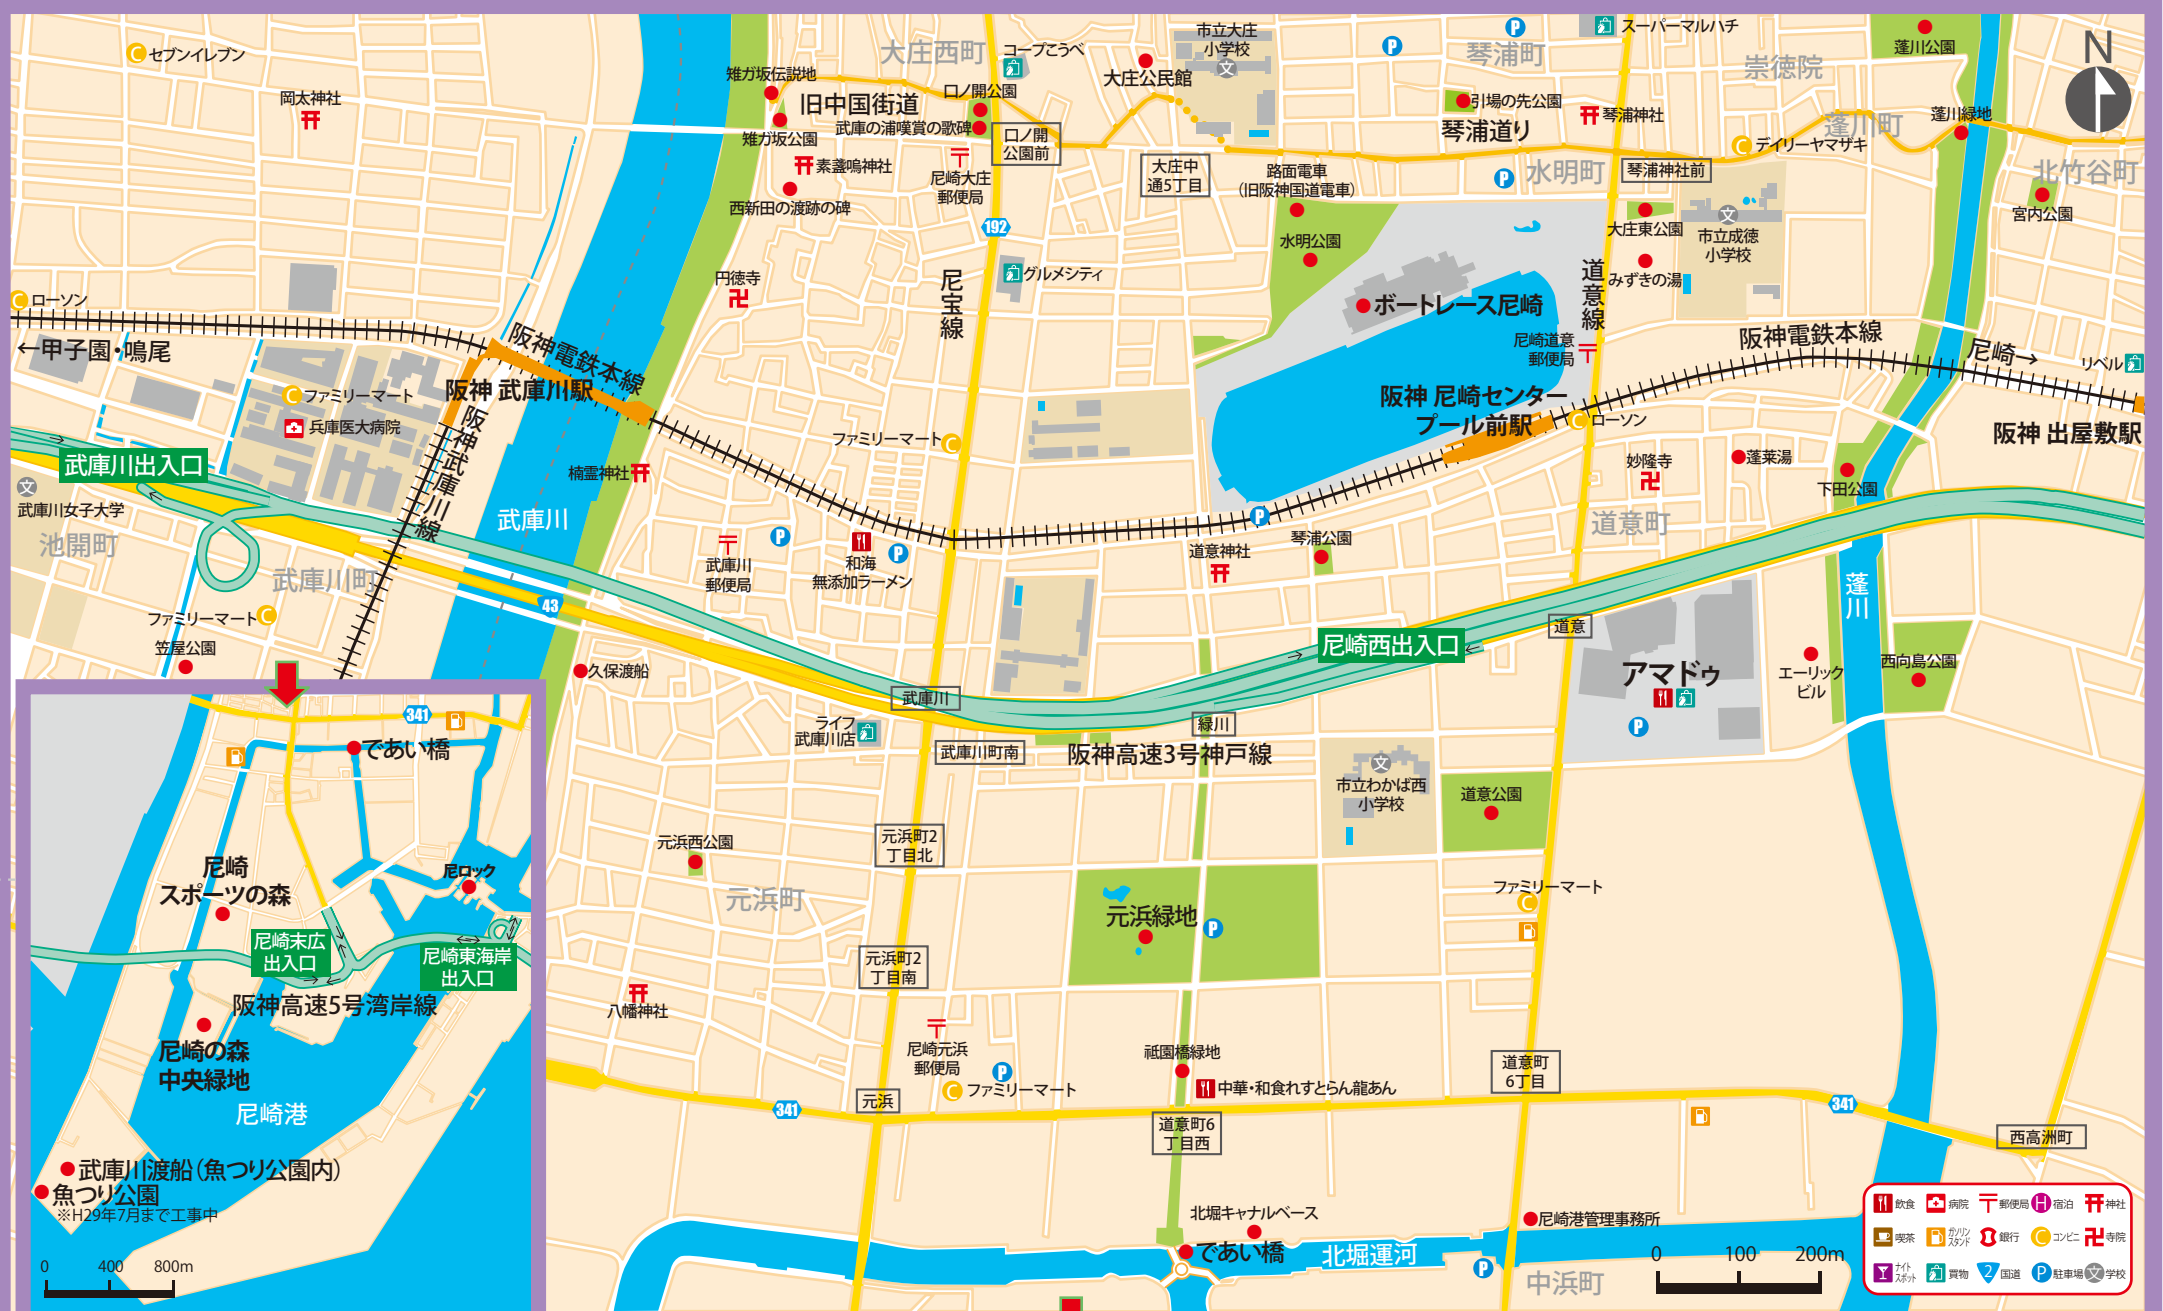 セブンイレブン
岡太神社
雉ガ坂伝説地
旧中国街道
雉ガ坂公園
大庄西町
コープこうべ
口ノ開公園
武庫の浦嘆賞の歌碑
口ノ開
公園前
素盞嗚神社
西新田の渡跡の碑
尼崎大庄
郵便局
192
大庄公民館
市立大庄
小学校
文
大庄中
通5丁目
P
P
琴浦町
スーパーマルハチ
引場の先公園
琴浦道り
琴浦神社
崇徳院
蓬川公園
N
蓬川町
蓬川緑地
デイリーヤマザキ
北竹谷町
宮内公園
水明町
P
琴浦神社前
路面電車
（旧阪神国道電車）
水明公園
大庄東公園
みずきの湯
市立成徳
小学校
文
円徳寺
尼宝線
グルメシティ
ボートレース尼崎
道意線
尼崎道意
郵便局
阪神電鉄本線
尼崎→
リベル
阪神 出屋敷駅
ローソン
←甲子園・鳴尾
ファミリーマート
兵庫医大病院
阪神電鉄本線
阪神 武庫川駅
阪神武庫川線
武庫川出入口
文
武庫川女子大学
池開町
武庫川町
武庫川
楠霊神社
ファミリーマート
阪神 尼崎センター
プール前駅
ローソン
妙隆寺
蓬莱湯
下田公園
道意町
P
P
武庫川
郵便局
和海
無添加ラーメン
P
道意神社
琴浦公園
43
ファミリーマート
笠屋公園
久保渡船
武庫川
ライフ
武庫川店
武庫川町南
阪神高速3号神戸線
緑川
尼崎西出入口
道意
アマドゥ
P
エーリック
ビル
蓬川
西向島公園
市立わかば西
小学校
文
道意公園
元浜町2
丁目北
元浜西公園
元浜町
元浜緑地
P
ファミリーマート
元浜町2
丁目南
八幡神社
尼崎元浜
郵便局
P
ファミリーマート
元浜
341
祗園橋緑地
中華・和食れすとらん龍あん
道意町6
丁目西
道意町
6丁目
341
西高洲町
北堀キャナルベース
であい橋
北堀運河
P
尼崎港管理事務所
中浜町
0 100 200m
341
であい橋
尼崎
スポーツの森
尼ロック
尼崎末広
出入口
尼崎東海岸
出入口
阪神高速5号湾岸線
尼崎の森
中央緑地
尼崎港
武庫川渡船（魚つり公園内）
魚つり公園
※H29年7月まで工事中
0 400 800m
飲食 病院 郵便局 H 宿泊 神社
喫茶 ガソリン
スタンド 銀行 C コンビニ 寺院
ナイト
スポット 買物 2 国道 P 駐車場 文 学校